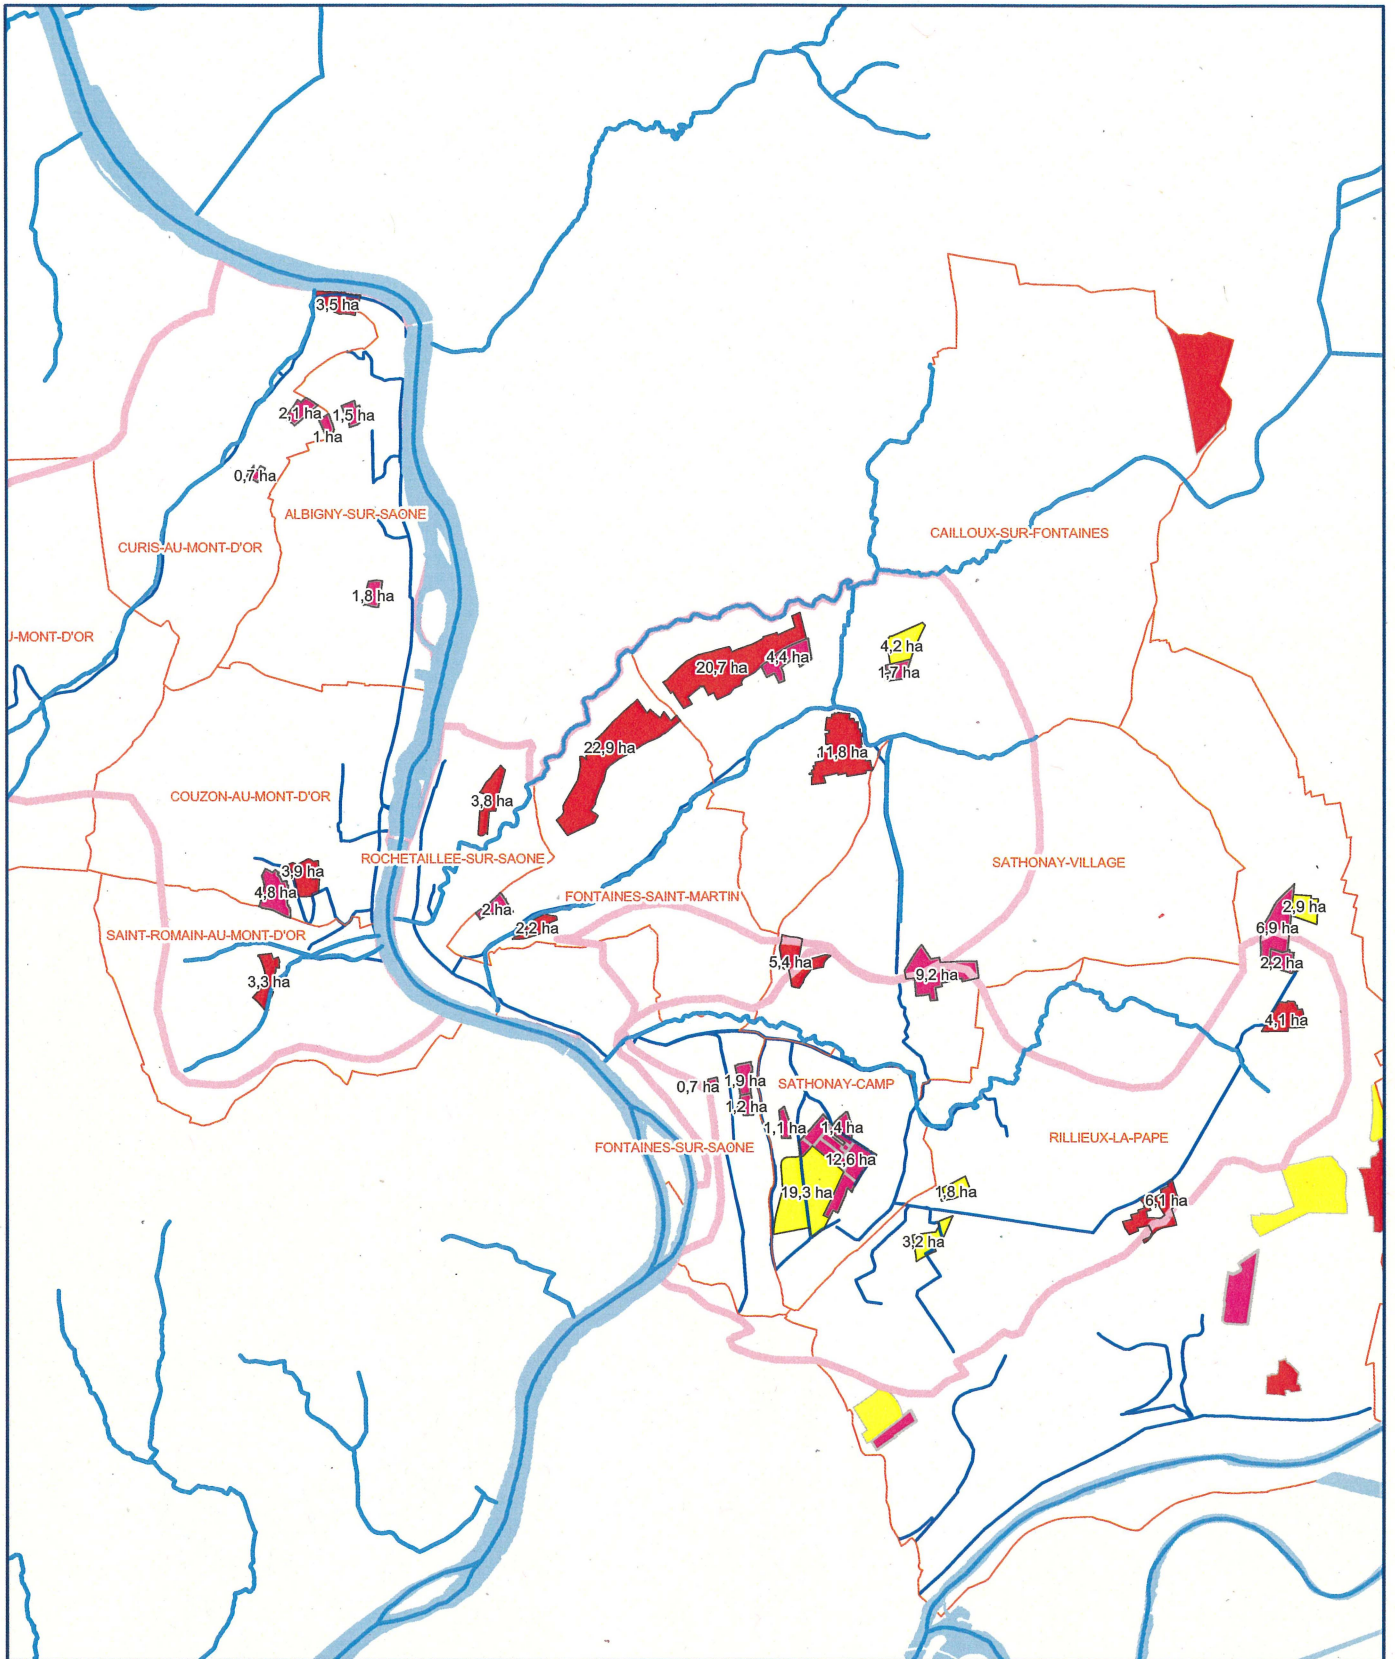 3,5 ha
2,1 ha
1,5 ha
1 ha
0,7 ha
ALBIGNY-SUR-SAONE
CURIS-AU-MONT-D'OR
CAILLOUX-SUR-FONTAINES
1,8 ha
J-MONT-D'OR
4,2 ha
1,7 ha
20,7 ha
4,4 ha
22,9 ha
11,8 ha
COUZON-AU-MONT-D'OR
3,8 ha
ROCHETAILLEE-SUR-SAONE
SATHONAY-VILLAGE
3,9 ha
4,8 ha
FONTAINES-SAINT-MARTIN
2 ha
2,2 ha
2,9 ha
6,9 ha
SAINT-ROMAIN-AU-MONT-D'OR
5,4 ha
9,2 ha
2,2 ha
3,3 ha
4,1 ha
0,7 ha
1,9 ha
SATHONAY-CAMP
1,2 ha
1,1 ha
1,4 ha
RILLIEUX-LA-PAPE
FONTAINES-SUR-SAONE
12,6 ha
19,3 ha
1,8 ha
6,1 ha
3,2 ha